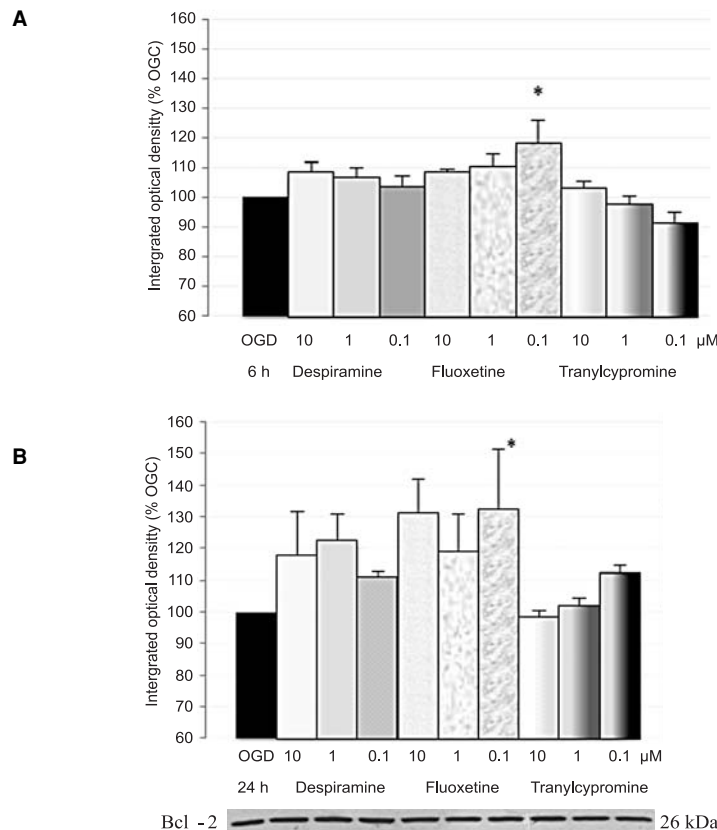 A
Intergrated optical densitty (% OGC)
160
150
140
130
120
110
100
90
80
70
60
*
OGD 10 1 0.1 10 1 0.1 10 1 0.1 µM
6 h Despiramine Fluoxetine Tranylcypromine
B
Intergrated optical densitty (% OGC)
160
150
140
130
120
110
100
90
80
70
60
*
OGD 10 1 0.1 10 1 0.1 10 1 0.1 µM
24 h Despiramine Fluoxetine Tranylcypromine
Bcl - 2 26 kDa